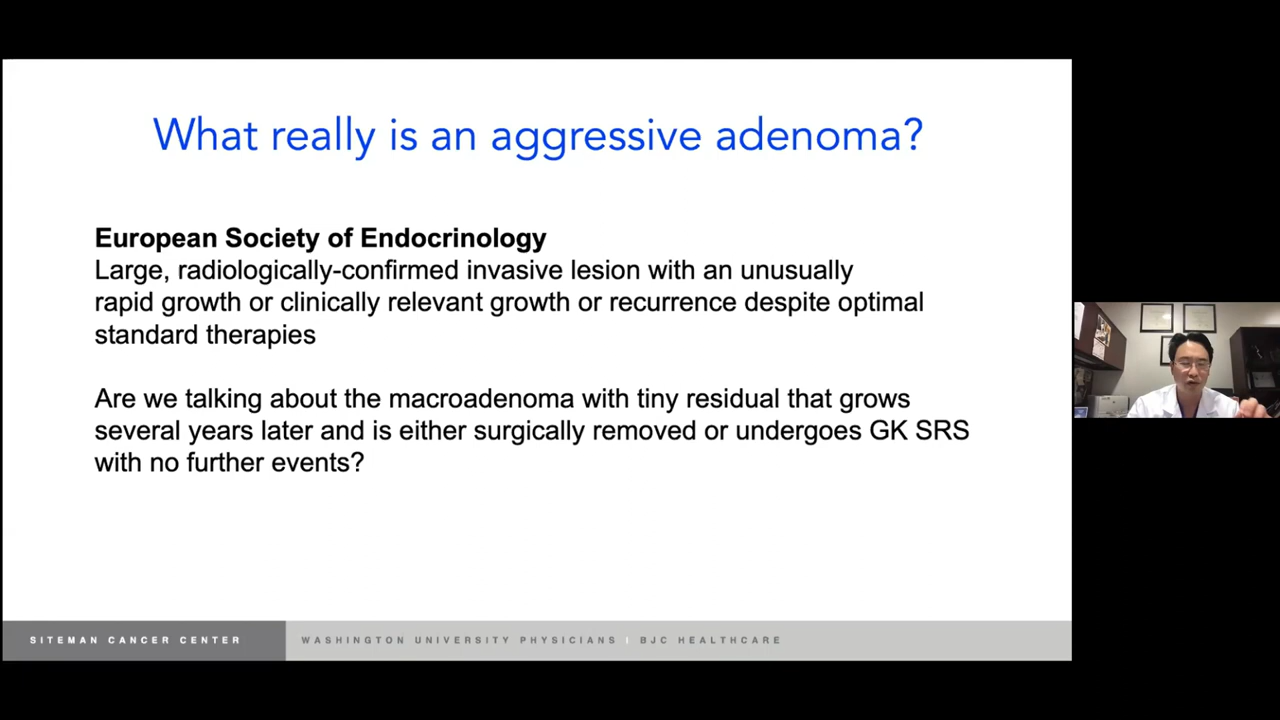 What really is an aggressive adenoma?
European Society of Endocrinology
Large, radiologically-confirmed invasive lesion with an unusually
rapid growth or clinically relevant growth or recurrence despite optimal
standard therapies
Are we talking about the macroadenoma with tiny residual that grows
several years later and is either surgically removed or undergoes GK SRS
with no further events?
SITEMAN CANCER CENTER
WASHINGTON UNIVERSITY PHYSICIANS | BJC HEALTHCARE